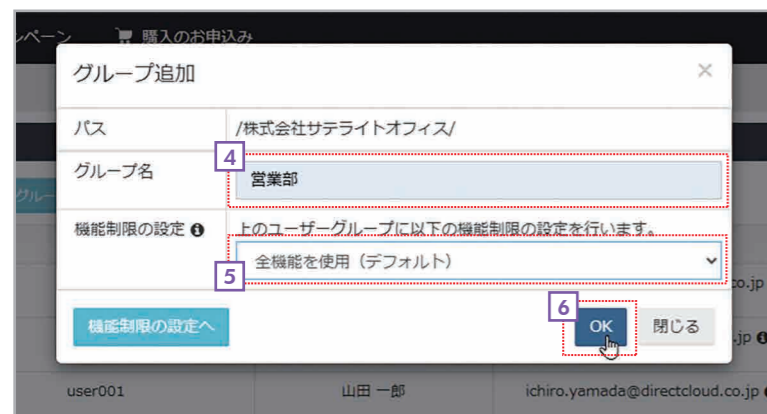 ンペーン 購入のお申込み
グループ追加 ×
パス /株式会社サテライトオフィス/
4
グループ名 営業部
グルー
機能制限の設定 上のユーザーグループに以下の機能制限の設定を行います。
5 全機能を使用（デフォルト）
co.jp
6
機能制限の設定へ OK 閉じる
.jp
user001 山田 一郎 ichiro.yamada@directcloud.co.jp